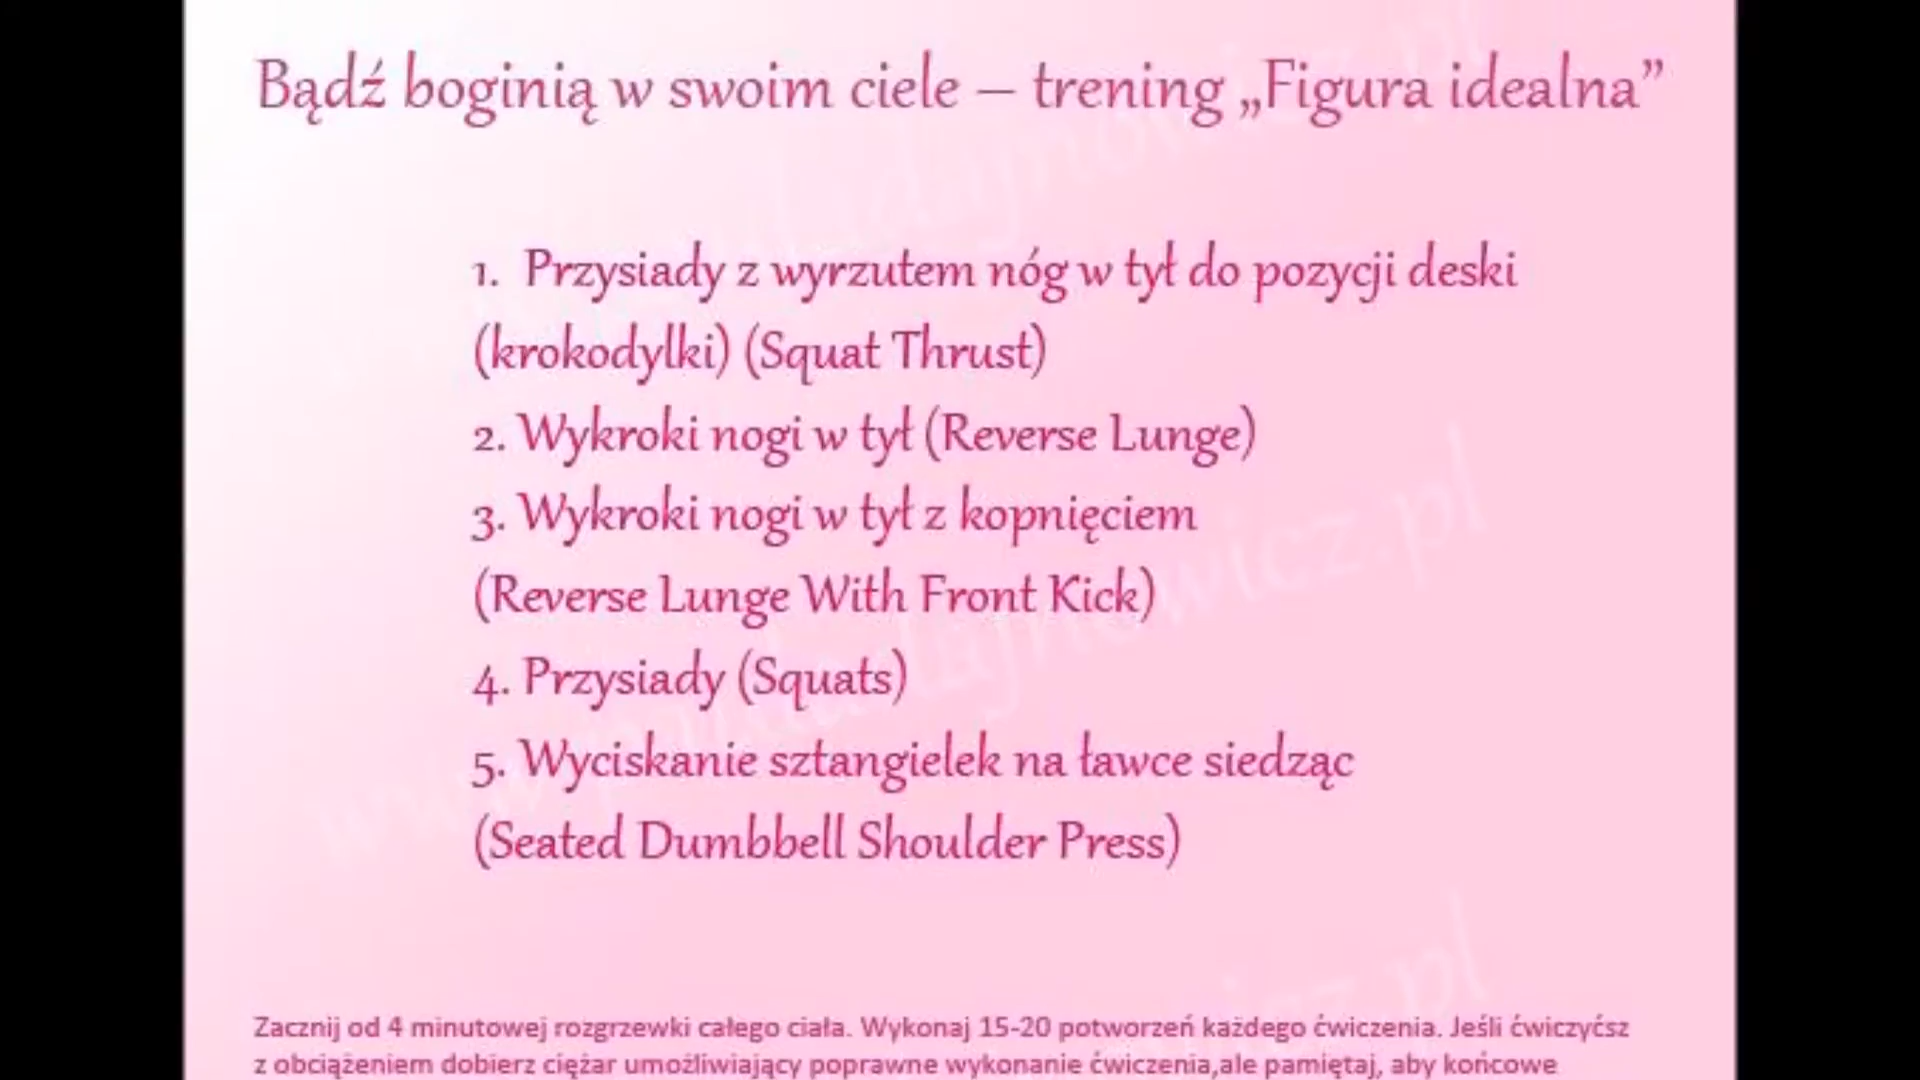 Bądź boginią w swoim ciele – trening „Figura idealna”
1. Przysiady z wyrzutem nóg w tył do pozycji deski
(krokodylki) (Squat Thrust)
2. Wykroki nogi w tył (Reverse Lunge)
3. Wykroki nogi w tył z kopnięciem
(Reverse Lunge With Front Kick)
4. Przysiady (Squats)
5. Wyciskanie sztangielek na ławce siedząc
(Seated Dumbbell Shoulder Press)
Zacznij od 4 minutowej rozgrzewki całego ciała. Wykonaj 15-20 potworzeń każdego ćwiczenia. Jeśli ćwiczyćsz
z obciążeniem dobierz ciężar umożliwiający poprawne wykonanie ćwiczenia,ale pamiętaj, aby końcowe